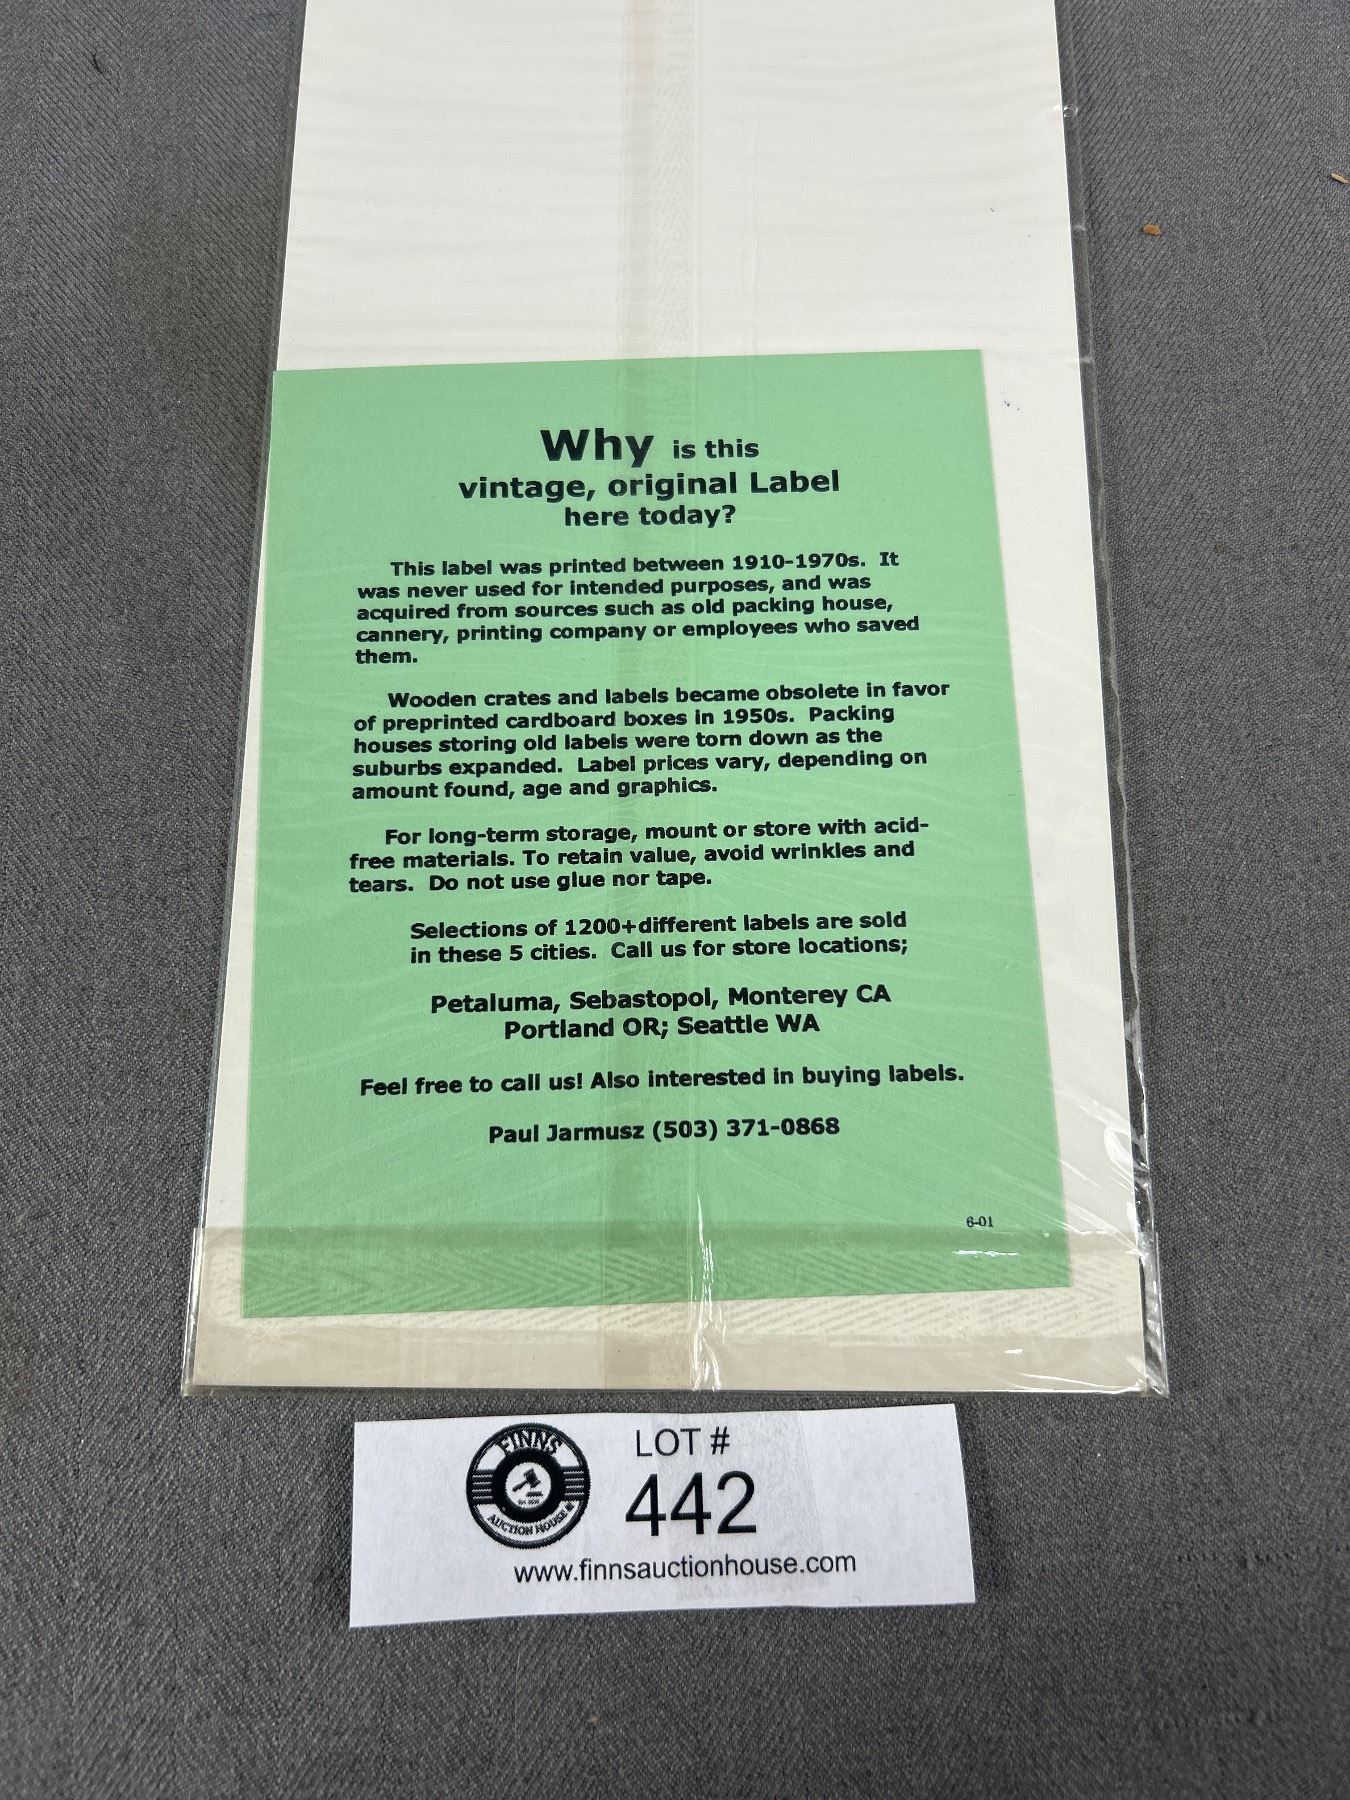 Why is this
vintage, original Label
here today?
This label was printed between 1910-1970s. It
was never used for intended purposes, and was
acquired from sources such as old packing house,
cannery, printing company or employees who saved
them.
Wooden crates and labels became obsolete in favor
of preprinted cardboard boxes in 1950s. Packing
houses storing old labels were torn down as the
suburbs expanded. Label prices vary, depending on
amount found, age and graphics.
For long-term storage, mount or store with acid-
free materials. To retain value, avoid wrinkles and
tears. Do not use glue nor tape.
Selections of 1200+different labels are sold
in these 5 cities. Call us for store locations;
Petaluma, Sebastopol, Monterey CA
Portland OR; Seattle WA
Feel free to call us! Also interested in buying labels.
Paul Jarmusz (503) 371-0868
6-01
FINNS
AUCTION HOUSE
LOT #
442
www.finnsauctionhouse.com